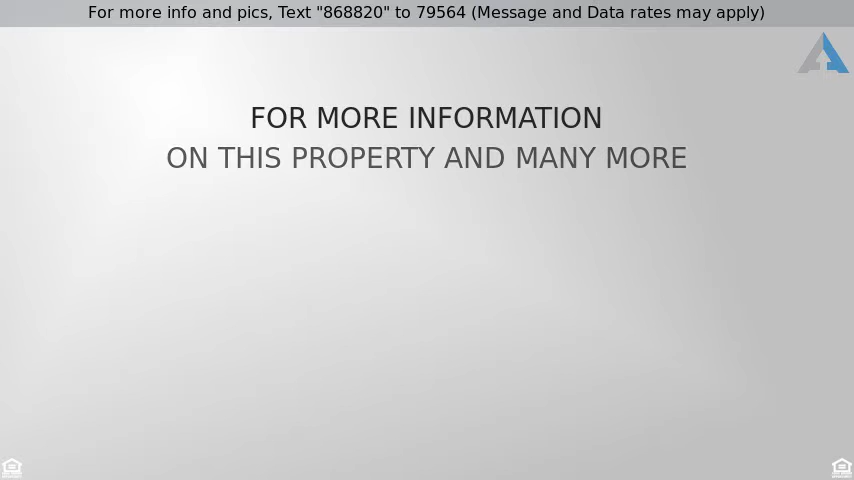 For more info and pics, Text "868820" to 79564 (Message and Data rates may apply)
FOR MORE INFORMATION
ON THIS PROPERTY AND MANY MORE